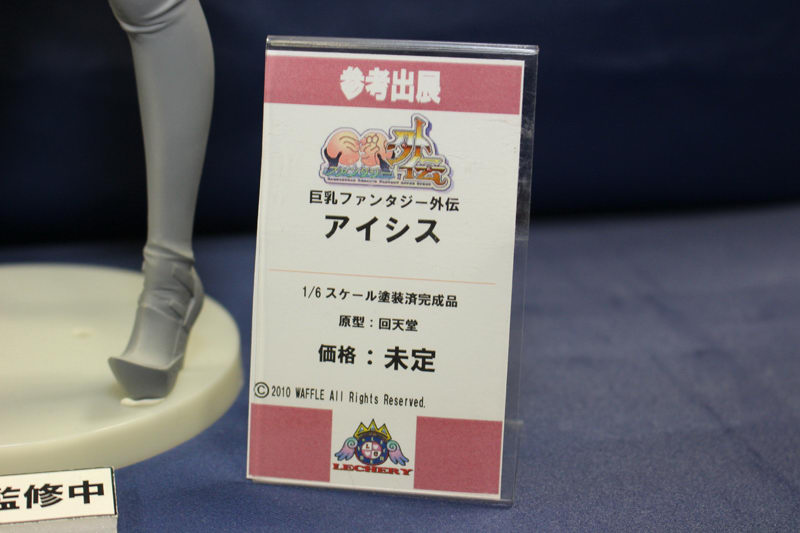 参考出展
外伝
巨乳ファンタジー外伝
アイシス
1/6 スケール塗装済完成品
原型：回天堂
価格：未定
©2010 WAFFLE All Rights Reserved.
LECHERY
監修中